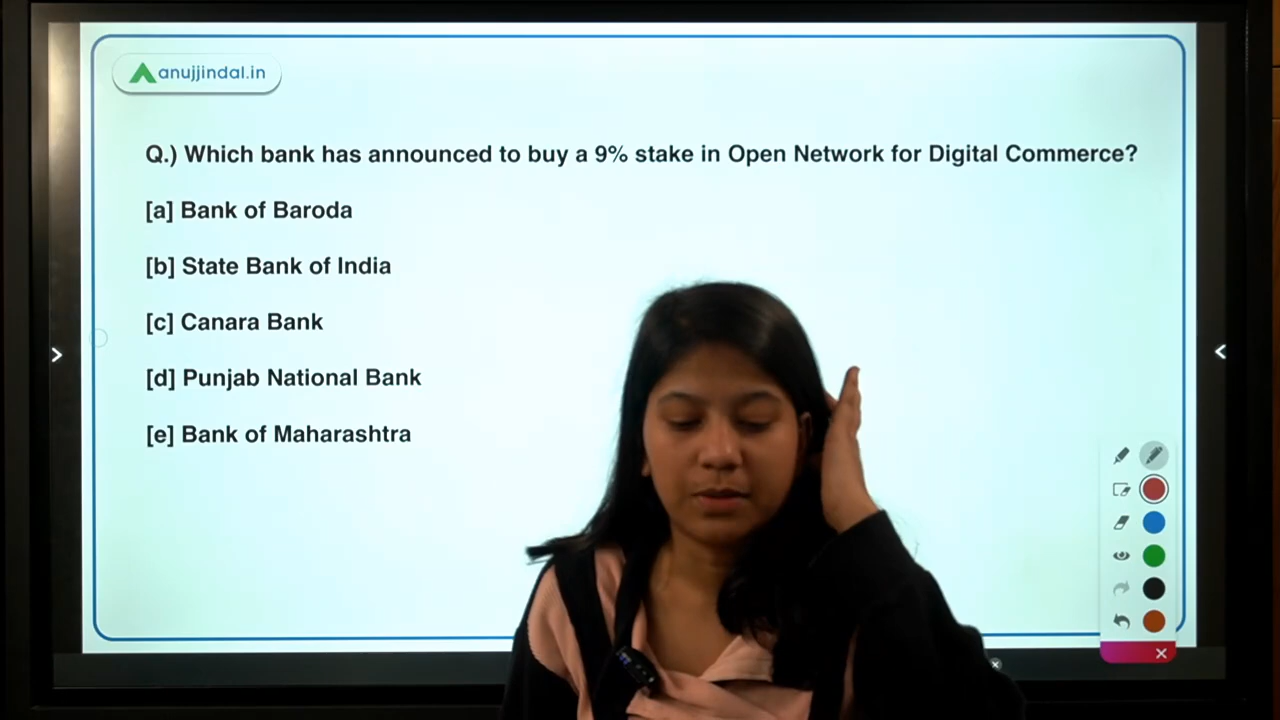 anujjindal.in
Q.) Which bank has announced to buy a 9% stake in Open Network for Digital Commerce?
[a] Bank of Baroda
[b] State Bank of India
[c] Canara Bank
[d] Punjab National Bank
[e] Bank of Maharashtra